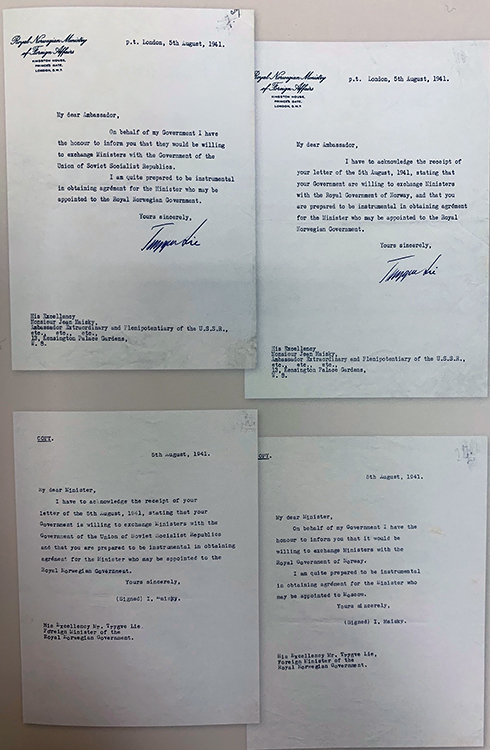 Royal Norwegian Ministry
of Foreign Affairs
KINGSTON HOUSE,
PRINCE'S GATE,
LONDON, S.W.7.
p.t. London, 5th August, 1941.
My dear Ambassador,
On behalf of my Government I have
the honour to inform you that they would be willing
to exchange Ministers with the Government of the
Union of Soviet Socialist Republics.
I am quite prepared to be instrumental
in obtaining agrément for the Minister who may be
appointed to the Royal Norwegian Government.
Yours sincerely,
Trygve Lie
His Excellency
Monsieur Jean Maisky,
Ambassador Extraordinary and Plenipotentiary of the U.S.S.R.,
etc., etc., etc.,
13, Kensington Palace Gardens,
W. 8.
Royal Norwegian Ministry
of Foreign Affairs
KINGSTON HOUSE,
PRINCE'S GATE,
LONDON, S.W.7.
p.t. London, 5th August, 1941.
My dear Ambassador,
I have to acknowledge the receipt of
your letter of the 5th August, 1941, stating that
your Government are willing to exchange Ministers
with the Royal Government of Norway, and that you
are prepared to be instrumental in obtaining agrément
for the Minister who may be appointed to the Royal
Norwegian Government.
Yours sincerely,
Trygve Lie
His Excellency
Monsieur Jean Maisky,
Ambassador Extraordinary and Plenipotentiary of the U.S.S.R.,
etc., etc., etc.,
13, Kensington Palace Gardens,
W. 8.
COPY.
5th August, 1941.
My dear Minister,
I have to acknowledge the receipt of your
letter of the 5th August, 1941, stating that your
Government is willing to exchange Ministers with the
Government of the Union of Soviet Socialist Republics
and that you are prepared to be instrumental in obtaining
agrément for the Minister who may be appointed to the
Royal Norwegian Government.
Yours sincerely,
(Signed) I. Maisky.
His Excellency Mr. Trygve Lie,
Foreign Minister of the
Royal Norwegian Government.
COPY.
5th August, 1941.
My dear Minister,
On behalf of my Government I have the
honour to inform you that it would be
willing to exchange Ministers with the
Royal Government of Norway.
I am quite prepared to be instrumental
in obtaining agrément for the Minister who
may be appointed to Moscow.
Yours sincerely,
(Signed) I. Maisky.
His Excellency Mr. Trygve Lie,
Foreign Minister of the
Royal Norwegian Government.